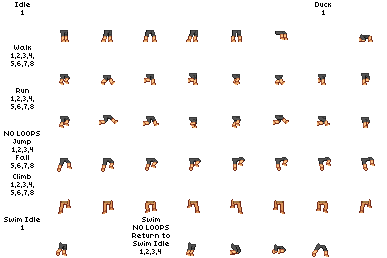 Idle
1
Duck
1
Walk
1,2,3,4,
5,6,7,8
Run
1,2,3,4,
5,6,7,8
NO LOOPS
Jump
1,2,3,4
Fall
5,6,7,8
Climb
1,2,3,4,
5,6,7,8
Swim Idle
1
Swim
NO LOOPS
Return to
Swim Idle
1,2,3,4